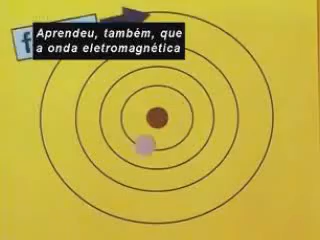 f
Aprendeu, também, que
a onda eletromagnética